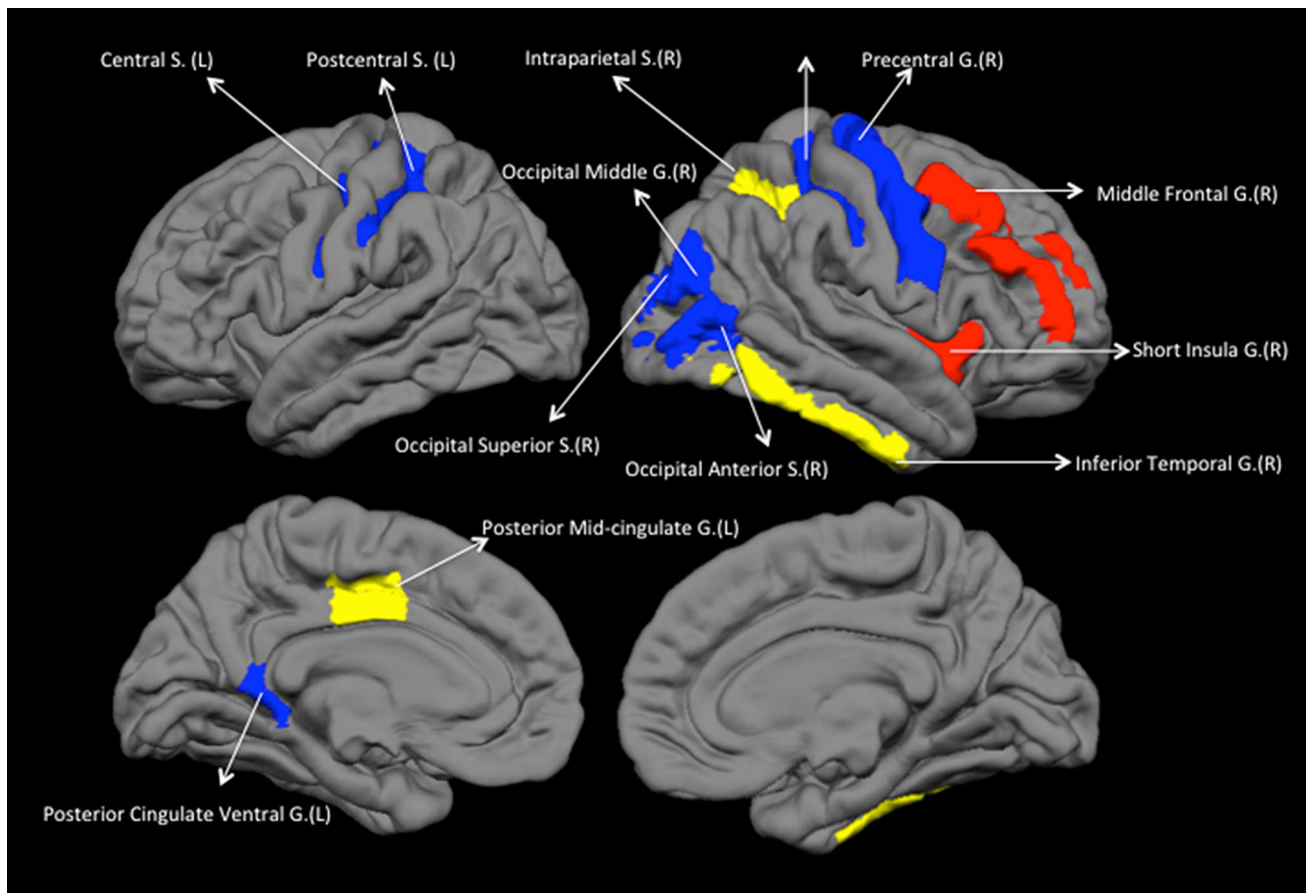 Central S. (L)
Postcentral S. (L)
Intraparietal S.(R)
Precentral G.(R)
Occipital Middle G.(R)
Middle Frontal G.(R)
Short Insula G.(R)
Occipital Superior S.(R)
Occipital Anterior S.(R)
Inferior Temporal G.(R)
Posterior Mid-cingulate G.(L)
Posterior Cingulate Ventral G.(L)